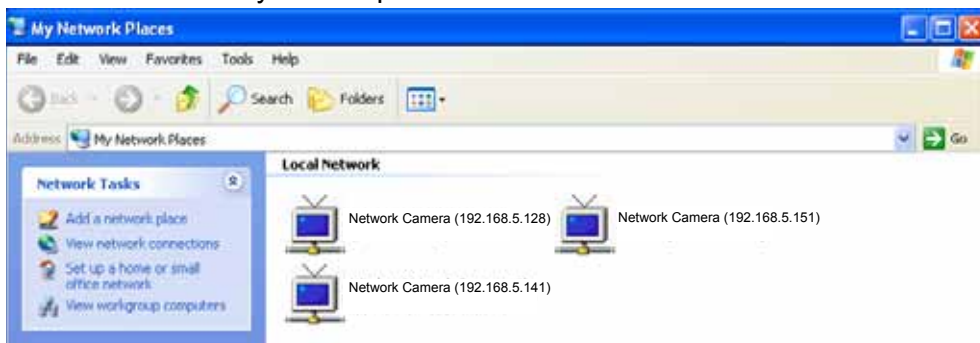 My Network Places
File Edit View Favorites Tools Help
Back Search Folders
Address My Network Places Go
Local Network
Network Tasks
Add a network place
View network connections
Set up a home or small
office network
View workgroup computers
Network Camera (192.168.5.128) Network Camera (192.168.5.151)
Network Camera (192.168.5.141)